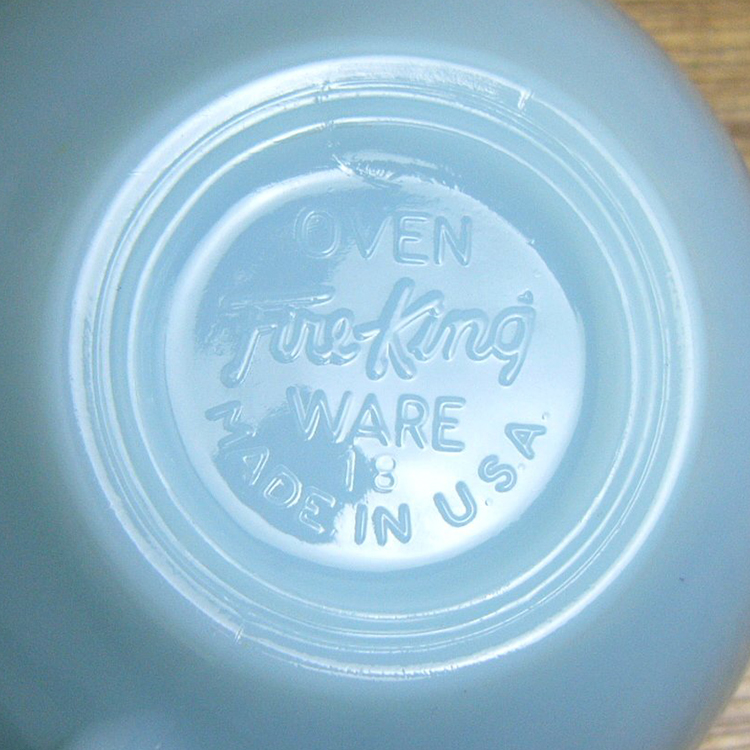 OVEN
Fire-King
WARE
18
MADE IN U.S.A.